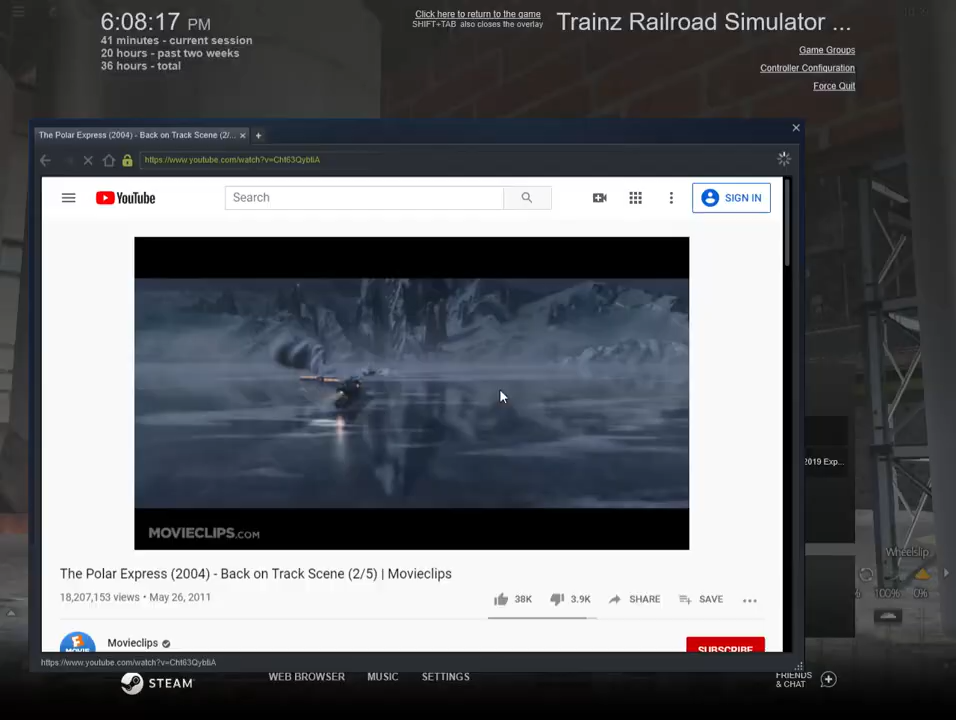 6:08:17 PM
41 minutes - current session
20 hours - past two weeks
36 hours - total
Click here to return to the game
SHIFT+TAB also closes the overlay
Trainz Railroad Simulator ...
Game Groups
Controller Configuration
Force Quit
The Polar Express (2004) - Back on Track Scene (2/...
https://www.youtube.com/watch?v=Cht63QybtiA
YouTube
Search
SIGN IN
MOVIECLIPS.COM
2019 Exp...
The Polar Express (2004) - Back on Track Scene (2/5) | Movieclips
18,207,153 views • May 26, 2011
38K
3.9K
SHARE
SAVE
Wheelslip
% 100% 0%
Movieclips
SUBSCRIBE
https://www.youtube.com/watch?v=Cht63QybtiA
STEAM
WEB BROWSER
MUSIC
SETTINGS
FRIENDS
& CHAT